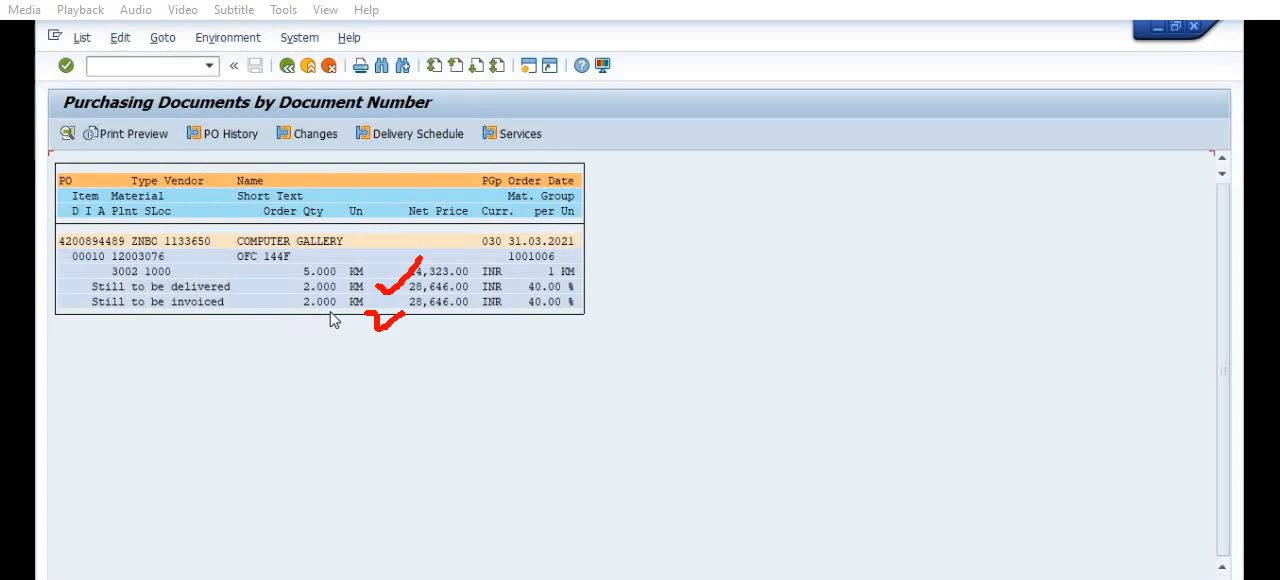 Media Playback Audio Video Subtitle Tools View Help
List Edit Goto Environment System Help
Purchasing Documents by Document Number
Print Preview PO History Changes Delivery Schedule Services
PO Type Vendor Name PGp Order Date
Item Material Short Text Mat. Group
D I A Plnt SLoc Order Qty Un Net Price Curr. per Un
4200894489 ZNBC 1133650 COMPUTER GALLERY 030 31.03.2021
00010 12003076 OFC 144F 1001006
3002 1000 5.000 KM INR 1 KM
Still to be delivered 2.000 KM 28,646.00 INR 40.00 %
Still to be invoiced 2.000 KM 28,646.00 INR 40.00 %